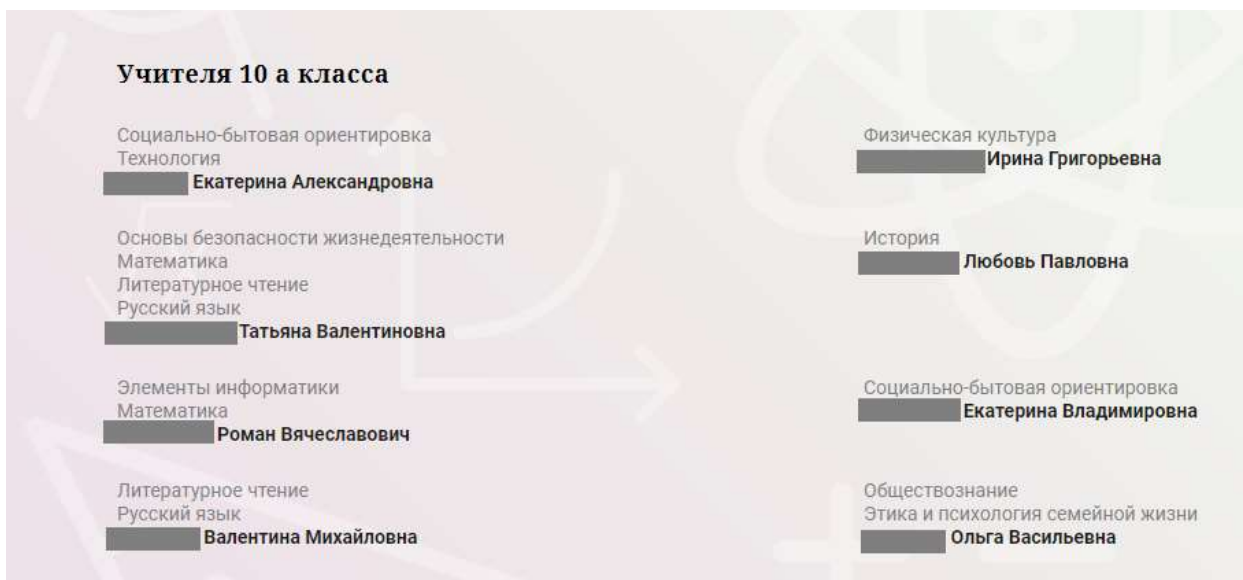 Учителя 10 а класса
Социально-бытовая ориентировка
Технология
Екатерина Александровна
Физическая культура
Ирина Григорьевна
Основы безопасности жизнедеятельности
Математика
Литературное чтение
Русский язык
Татьяна Валентиновна
История
Любовь Павловна
Элементы информатики
Математика
Роман Вячеславович
Социально-бытовая ориентировка
Екатерина Владимировна
Литературное чтение
Русский язык
Валентина Михайловна
Обществознание
Этика и психология семейной жизни
Ольга Васильевна